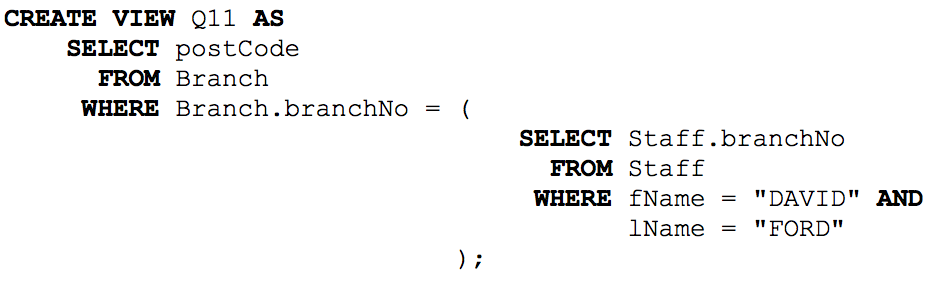 CREATE VIEW Q11 AS
SELECT postCode
FROM Branch
WHERE Branch.branchNo = (
SELECT Staff.branchNo
FROM Staff
WHERE fName = "DAVID" AND
lName = "FORD"
);